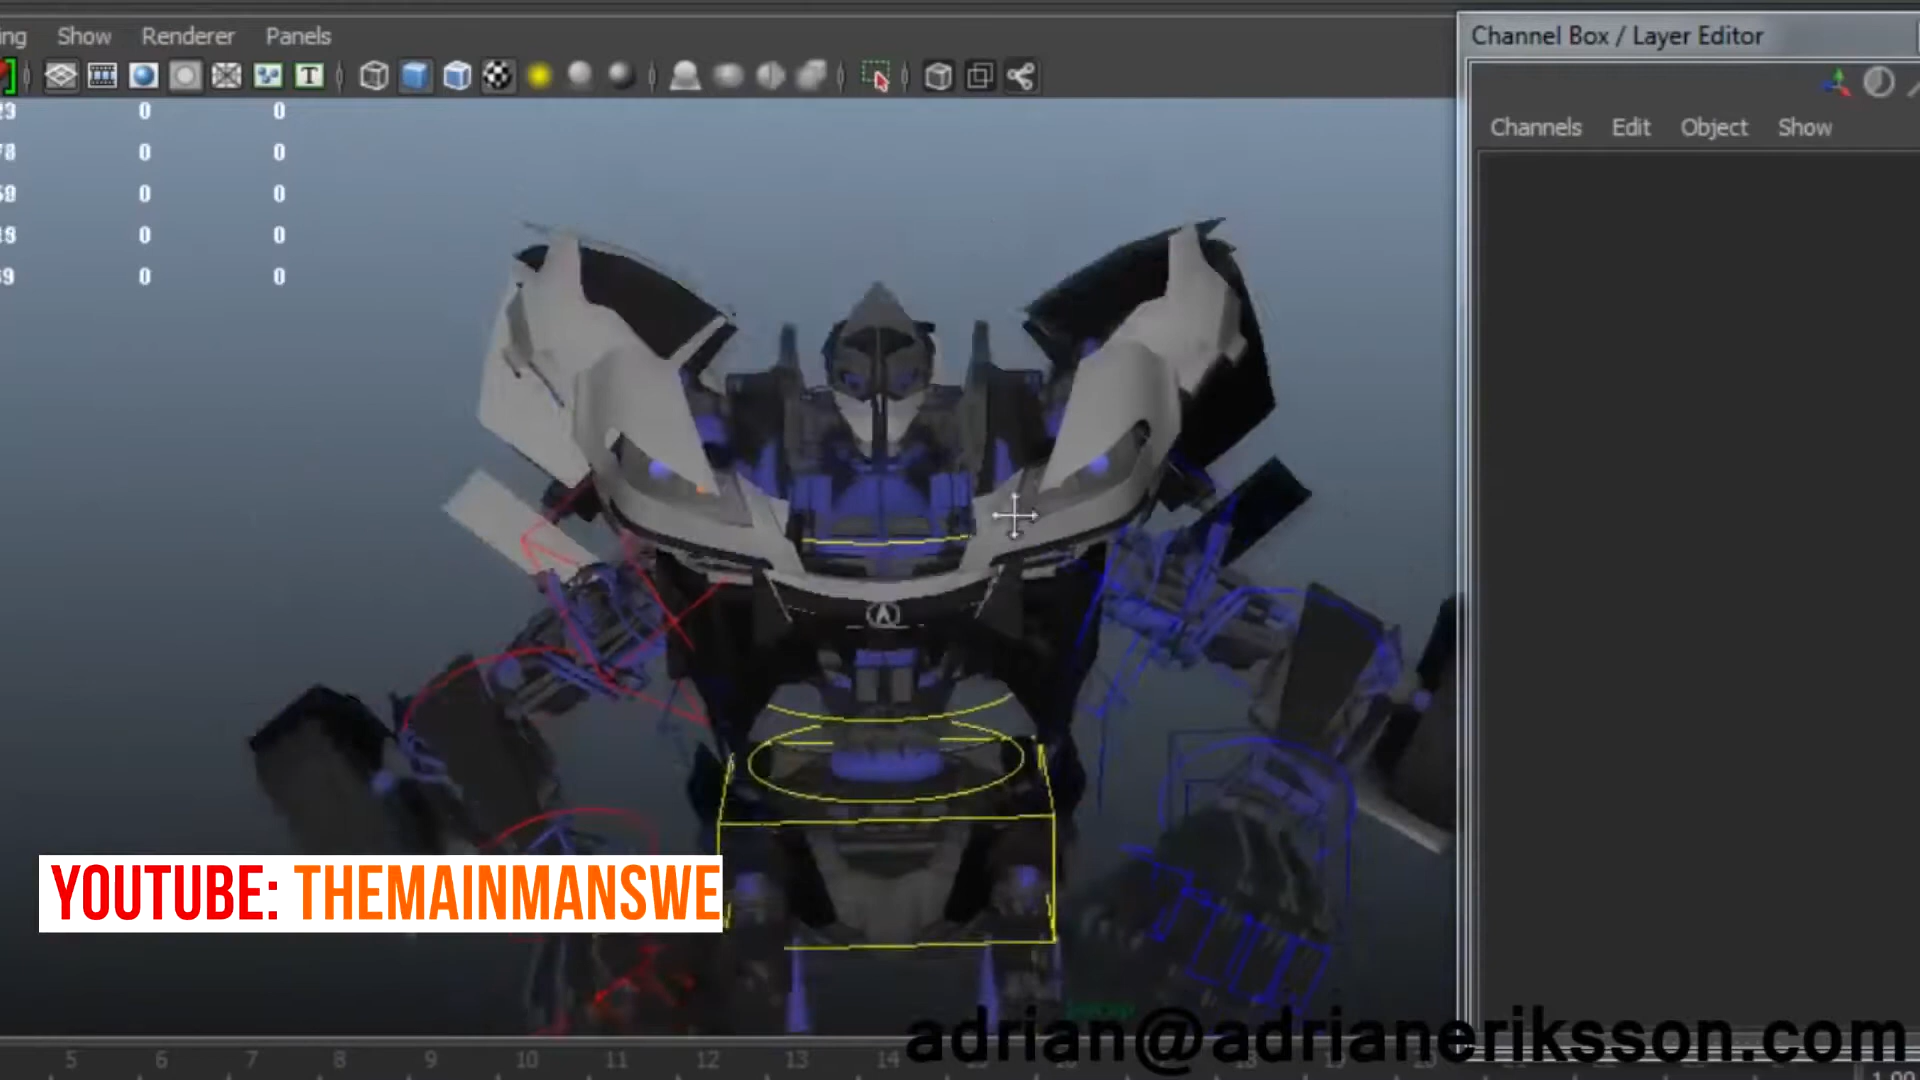 Show Renderer Panels
Channel Box / Layer Editor
Channels Edit Object Show
0 0
0 0
0 0
0 0
0 0
YOUTUBE: THEMAINMANSWE
adrian@adrianeriksson.com
5 6 7 8 9 10 11 12 13 14